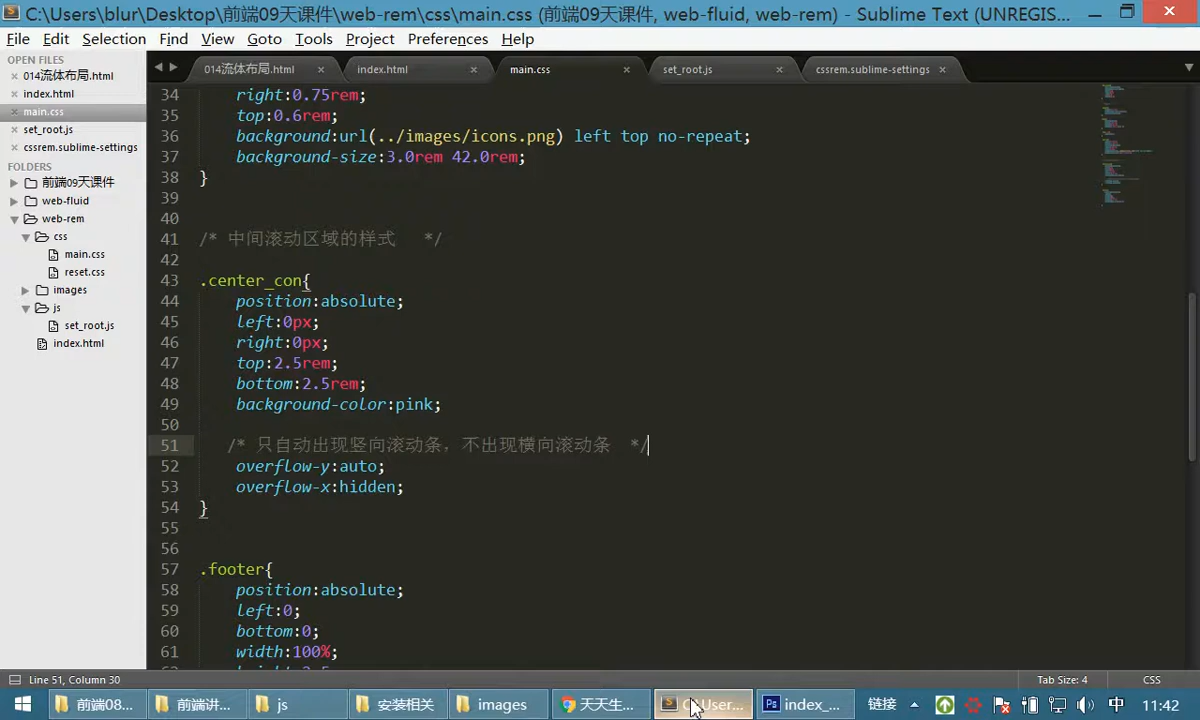 C:\Users\blur\Desktop\前端09天课件\web-rem\css\main.css (前端09天课件, web-fluid, web-rem) - Sublime Text (UNREGIS...
File Edit Selection Find View Goto Tools Project Preferences Help
OPEN FILES
014流体布局.html
index.html
main.css
set_root.js
cssrem.sublime-settings
FOLDERS
前端09天课件
web-fluid
web-rem
css
main.css
reset.css
images
js
set_root.js
index.html
014流体布局.html index.html main.css set_root.js cssrem.sublime-settings
34 right:0.75rem;
35 top:0.6rem;
36 background:url(../images/icons.png) left top no-repeat;
37 background-size:3.0rem 42.0rem;
38 }
39
40
41 /* 中间滚动区域的样式 */
42
43 .center_con{
44 position:absolute;
45 left:0px;
46 right:0px;
47 top:2.5rem;
48 bottom:2.5rem;
49 background-color:pink;
50
51 /* 只自动出现竖向滚动条，不出现横向滚动条 */
52 overflow-y:auto;
53 overflow-x:hidden;
54 }
55
56
57 .footer{
58 position:absolute;
59 left:0;
60 bottom:0;
61 width:100%;
Line 51, Column 30 Tab Size: 4 CSS
前端08... 前端讲... js 安装相关 images 天天生... C:\User... index_... 链接 中 11:42